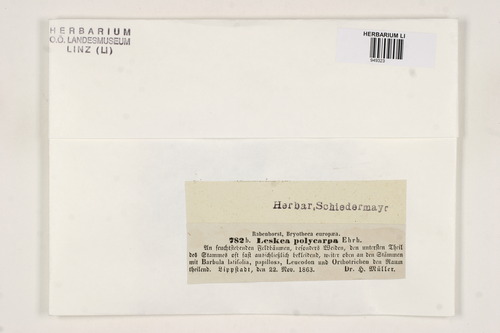 HERBARIUM
O.Ö. LANDESMUSEUM
LINZ (LI)
HERBARIUM LI
Herbar, Schiedermayr
Rabenhorst, Bryotheca europæa.
782b. Leskea polycarpa Ehrh.
An feuchtstehenden Feldbäumen, besonders Weiden, den untersten Theil
des Stammes oft fast ausschließlich bekleidend, weiter oben an den Stämmen
mit Barbula latifolia, papillosa, Leucodon und Orthotrichen den Raum
theilend. Lippstadt, den 22. Nov. 1863. Dr. H. Müller.